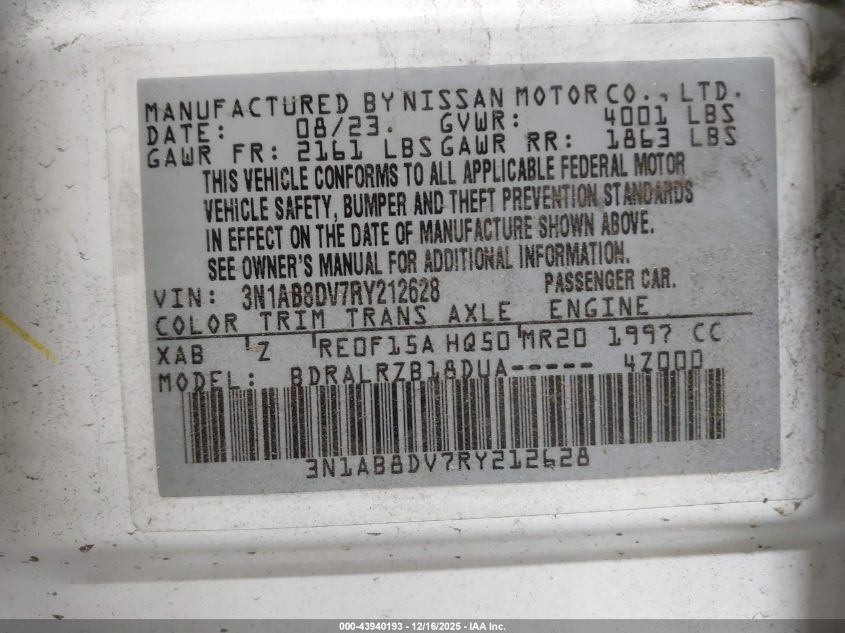 MANUFACTURED BY NISSAN MOTOR CO., LTD.
DATE: 08/23. GVWR: 4001 LBS
GAWR FR: 2161 LBS GAWR RR: 1863 LBS
THIS VEHICLE CONFORMS TO ALL APPLICABLE FEDERAL MOTOR
VEHICLE SAFETY, BUMPER AND THEFT PREVENTION STANDARDS
IN EFFECT ON THE DATE OF MANUFACTURE SHOWN ABOVE.
SEE OWNER'S MANUAL FOR ADDITIONAL INFORMATION.
VIN: 3N1AB8DV7RY212628 PASSENGER CAR.
COLOR TRIM TRANS AXLE ENGINE
XAB Z RE0F15A HQ50 MR20 1997 CC
MODEL: BDRALRZB18DUA----- 4Z000
3N1AB8DV7RY212628
000-43940193 - 12/16/2025 - IAA Inc.